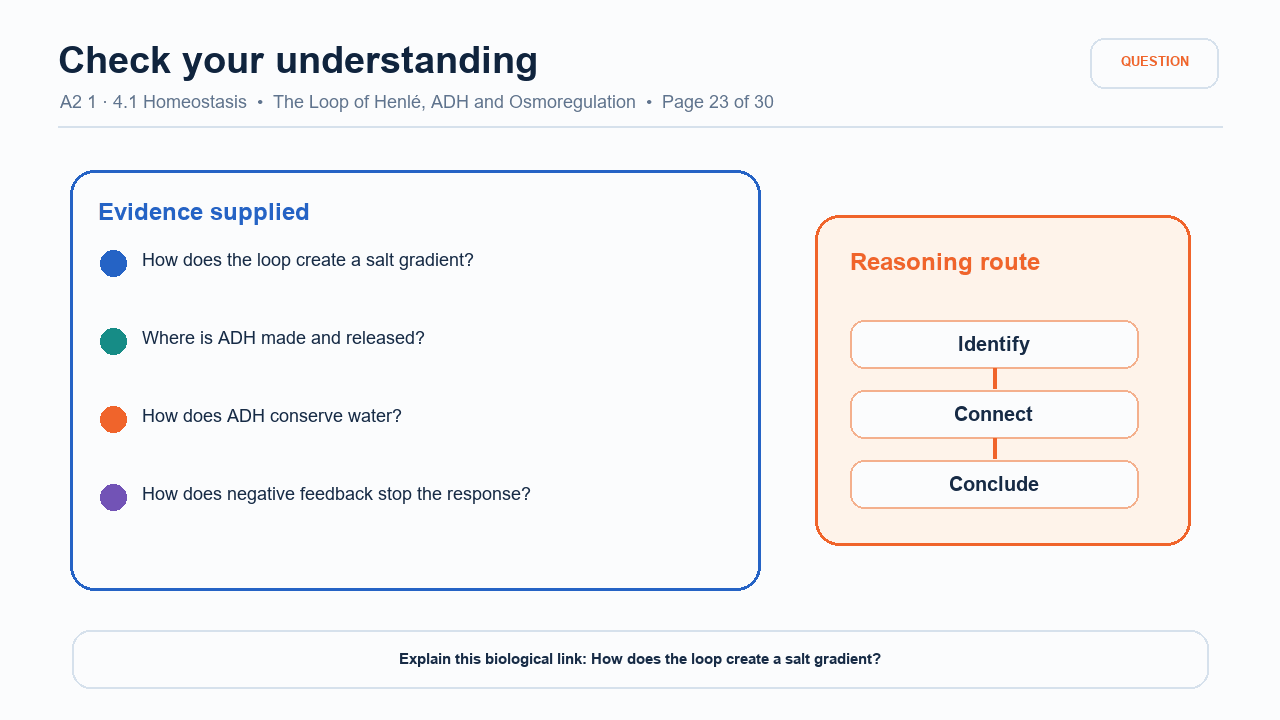 Check your understanding
QUESTION
A2 1 · 4.1 Homeostasis • The Loop of Henlé, ADH and Osmoregulation • Page 23 of 30
Evidence supplied
How does the loop create a salt gradient?
Where is ADH made and released?
How does ADH conserve water?
How does negative feedback stop the response?
Reasoning route
Identify
Connect
Conclude
Explain this biological link: How does the loop create a salt gradient?